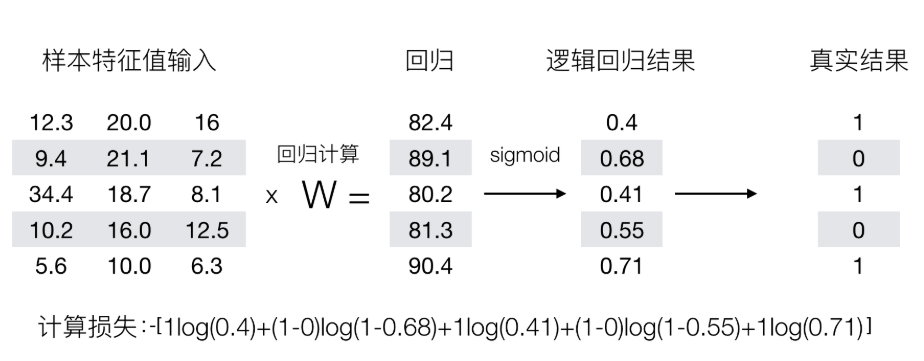 样本特征值输入 回归 逻辑回归结果 真实结果
12.3 20.0 16 82.4 0.4 1
9.4 21.1 7.2 回归计算 89.1 sigmoid 0.68 0
34.4 18.7 8.1 x W = 80.2 0.41 1
10.2 16.0 12.5 81.3 0.55 0
5.6 10.0 6.3 90.4 0.71 1
计算损失:-[1log(0.4)+(1-0)log(1-0.68)+1log(0.41)+(1-0)log(1-0.55)+1log(0.71)]